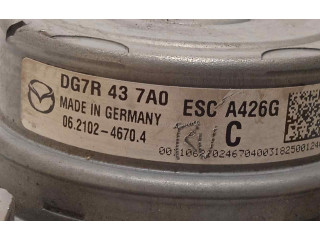 DG7R 43 7A0 ESC A426G
MADE IN GERMANY C
06.2102-4670.4